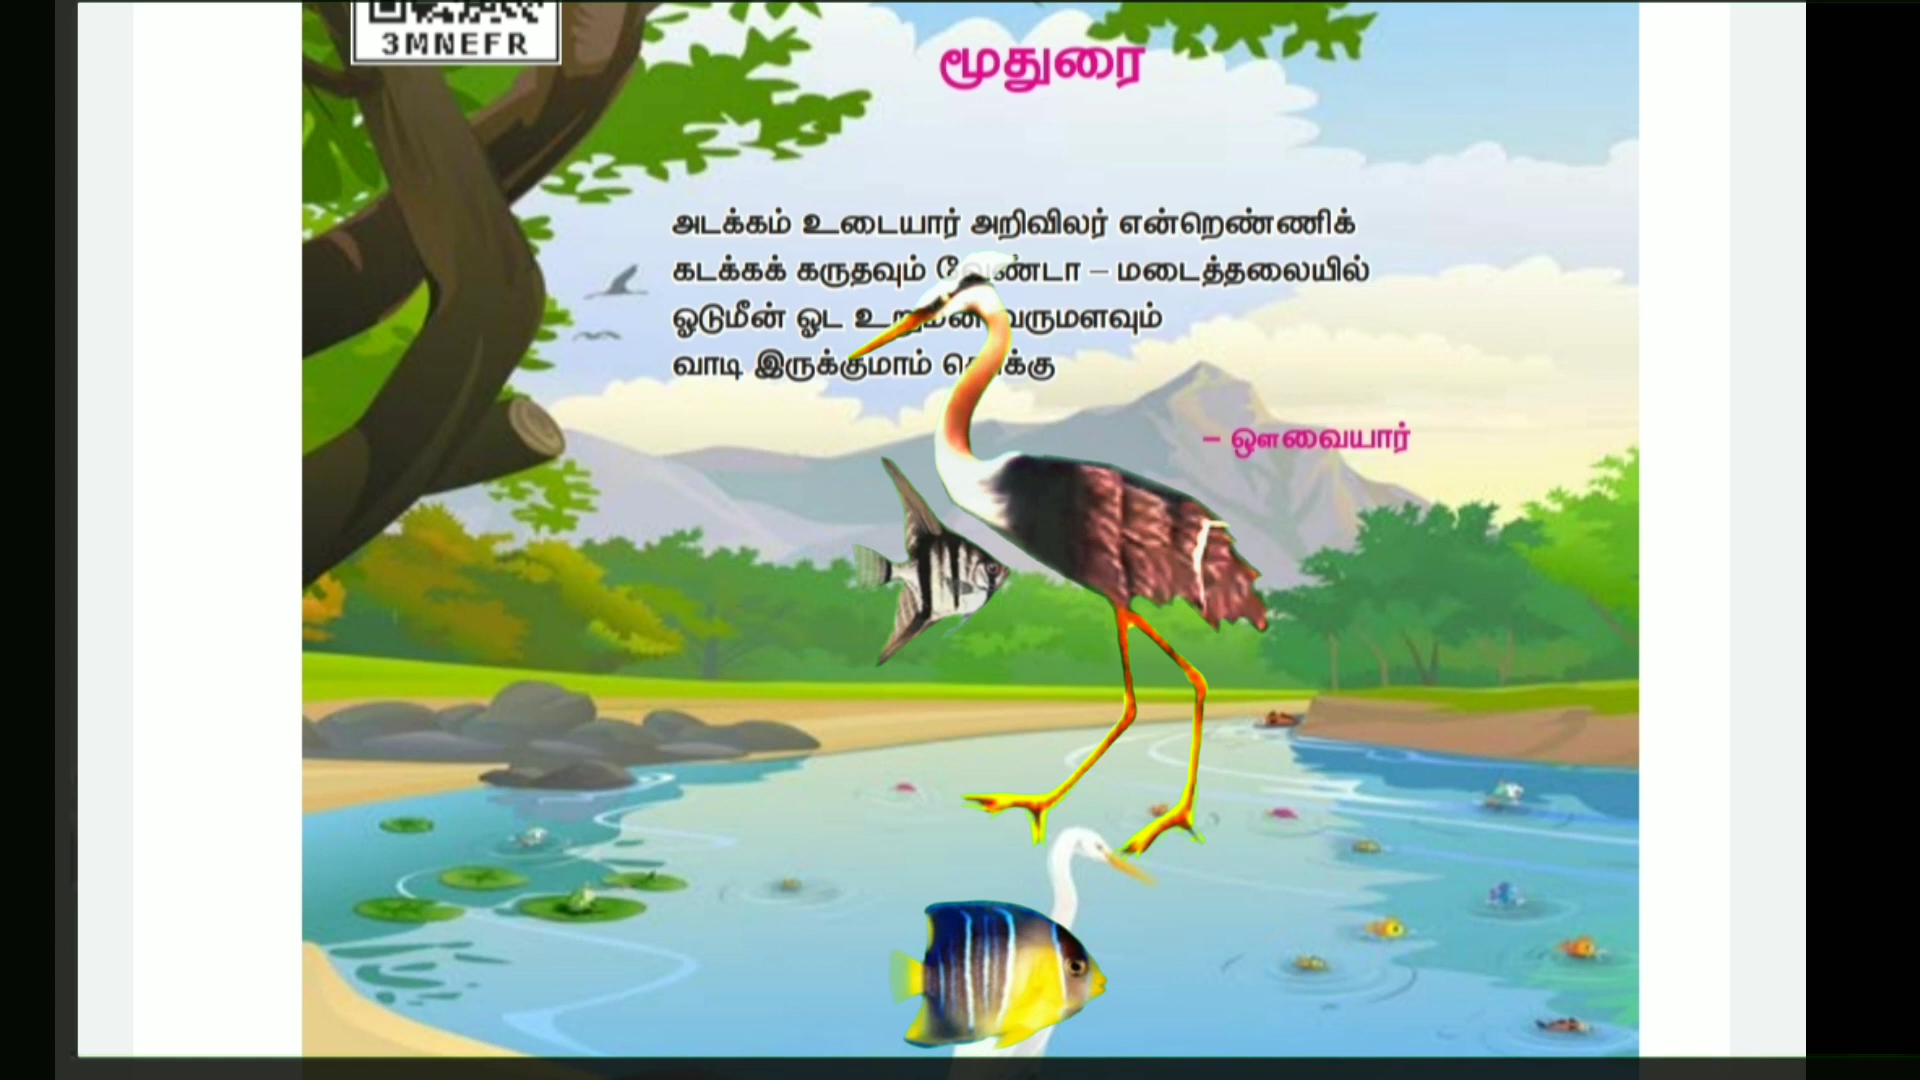 3MNEFR
மூதுரை
அடக்கம் உடையார் அறிவிலர் என்றெண்ணிக்
கடக்கக் கருதவும் வேண்டா – மடைத்தலையில்
ஓடுமீன் ஓட உறுமீன் வருமளவும்
வாடி இருக்குமாம் கொக்கு
– ஔவையார்